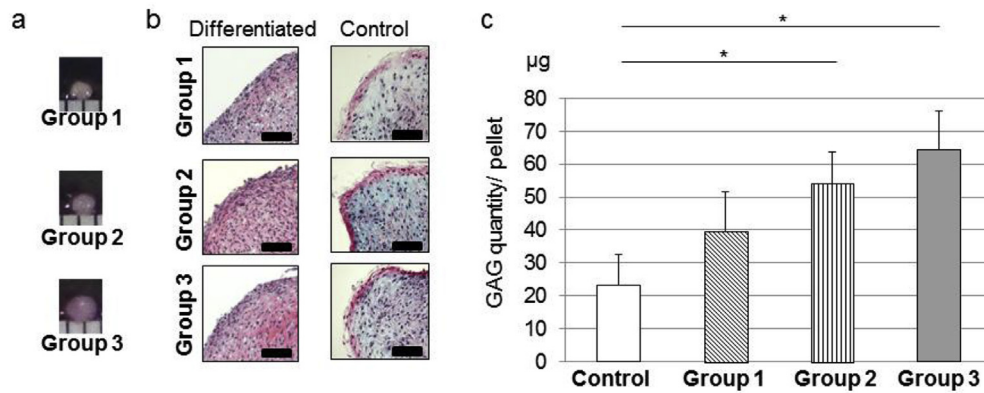 a
Group 1
Group 2
Group 3
b
Differentiated Control
Group 1
Group 2
Group 3
c
*
*
µg
GAG quantity/ pellet
80
70
60
50
40
30
20
10
0
Control Group 1 Group 2 Group 3